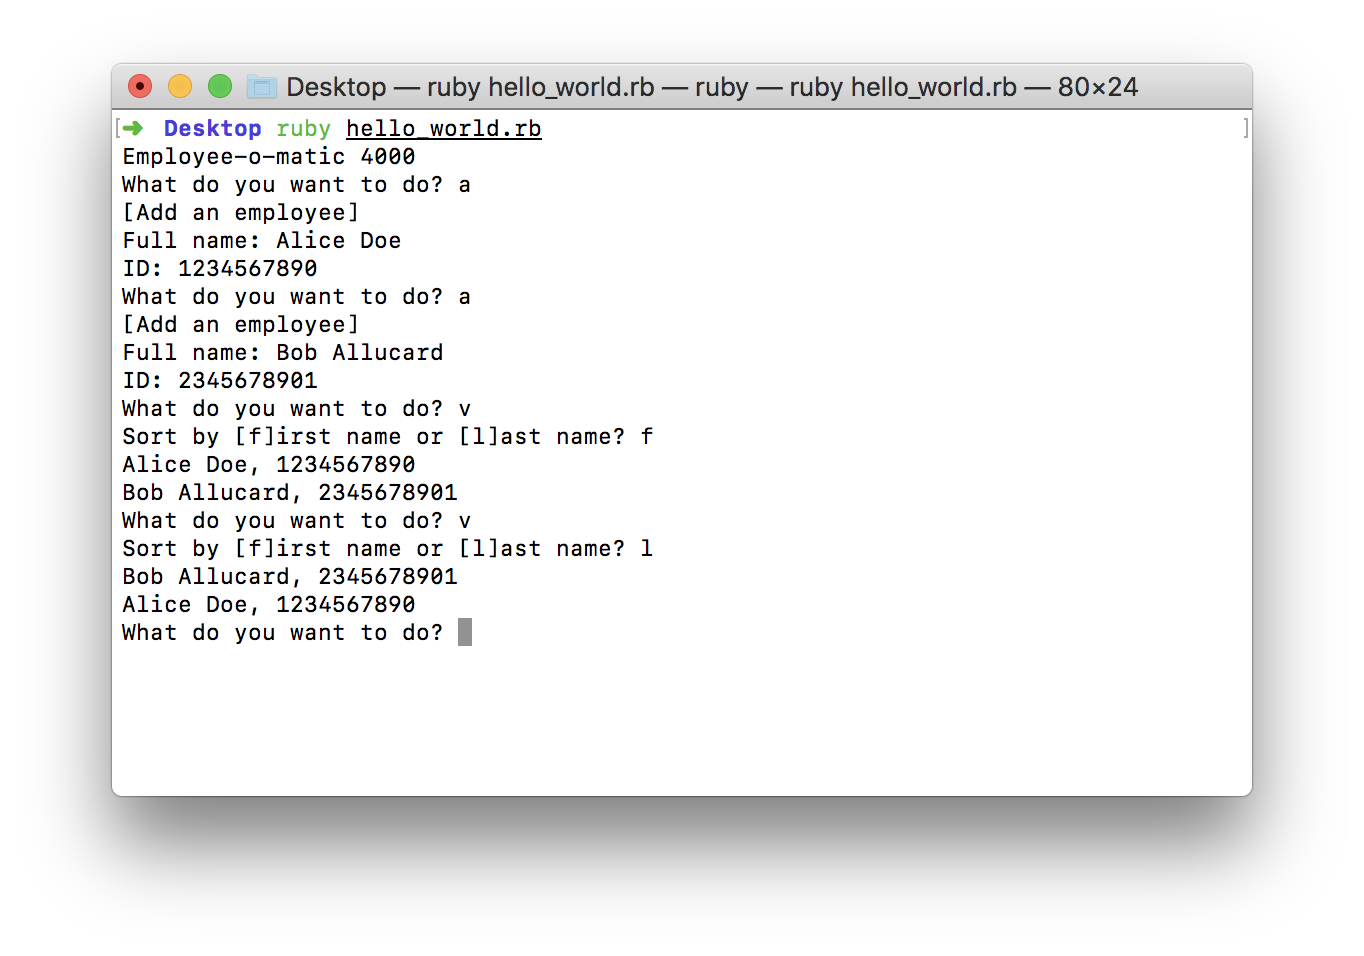 Desktop — ruby hello_world.rb — ruby — ruby hello_world.rb — 80×24
[➜  Desktop ruby hello_world.rb ]
Employee-o-matic 4000
What do you want to do? a
[Add an employee]
Full name: Alice Doe
ID: 1234567890
What do you want to do? a
[Add an employee]
Full name: Bob Allucard
ID: 2345678901
What do you want to do? v
Sort by [f]irst name or [l]ast name? f
Alice Doe, 1234567890
Bob Allucard, 2345678901
What do you want to do? v
Sort by [f]irst name or [l]ast name? l
Bob Allucard, 2345678901
Alice Doe, 1234567890
What do you want to do?